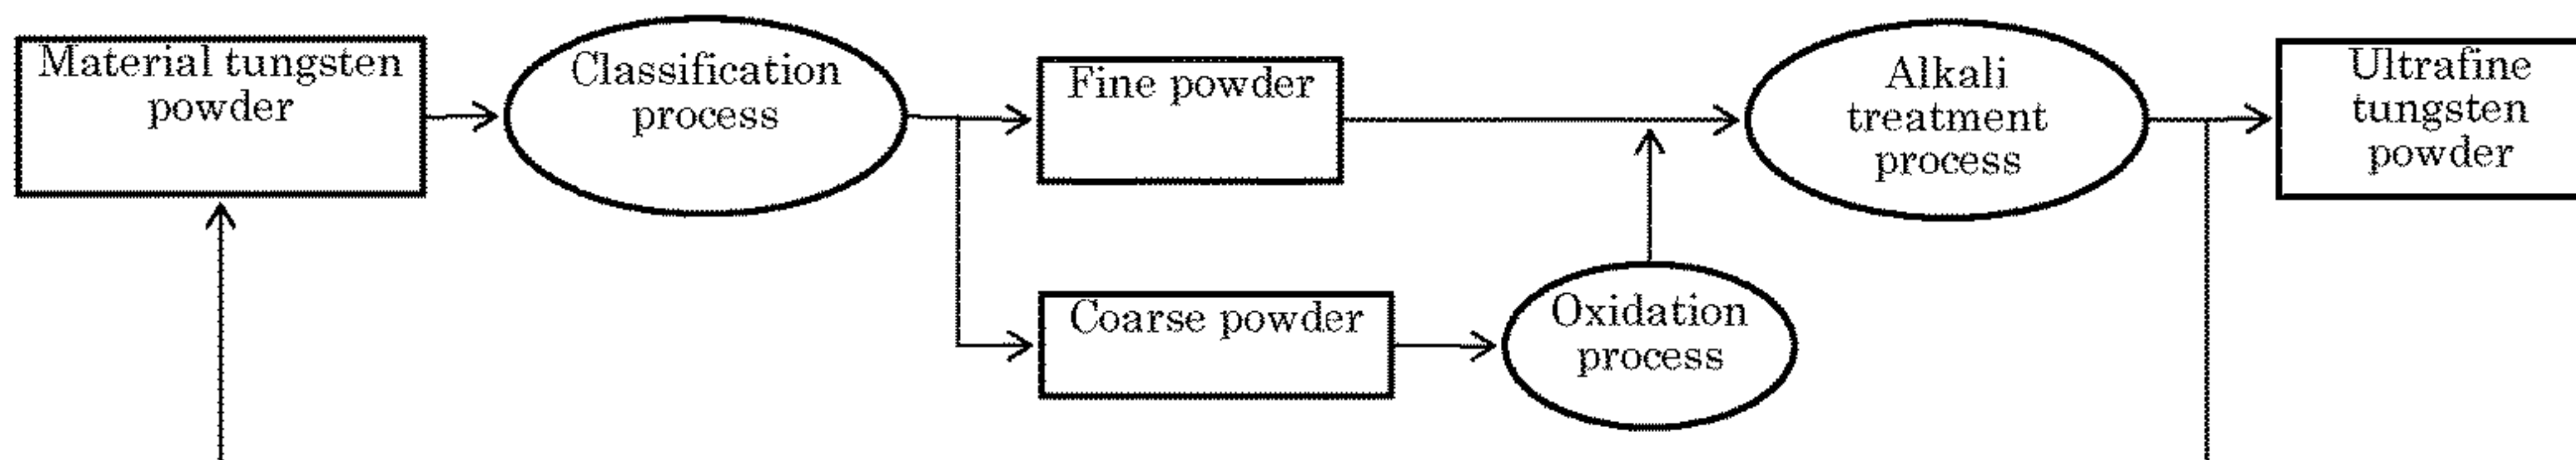 Material tungsten
powder
Classification
process
Fine powder
Alkali
treatment
process
Ultrafine
tungsten
powder
Coarse powder
Oxidation
process